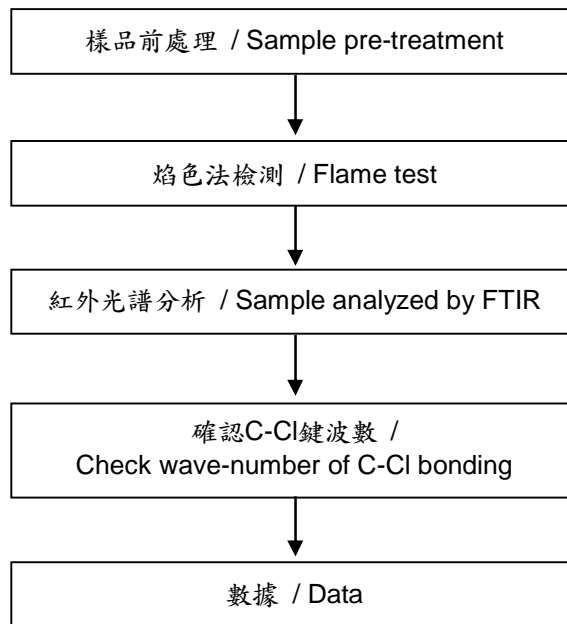 樣品前處理 / Sample pre-treatment
焰色法檢測 / Flame test
紅外光譜分析 / Sample analyzed by FTIR
確認C-Cl鍵波數 /
Check wave-number of C-Cl bonding
數據 / Data